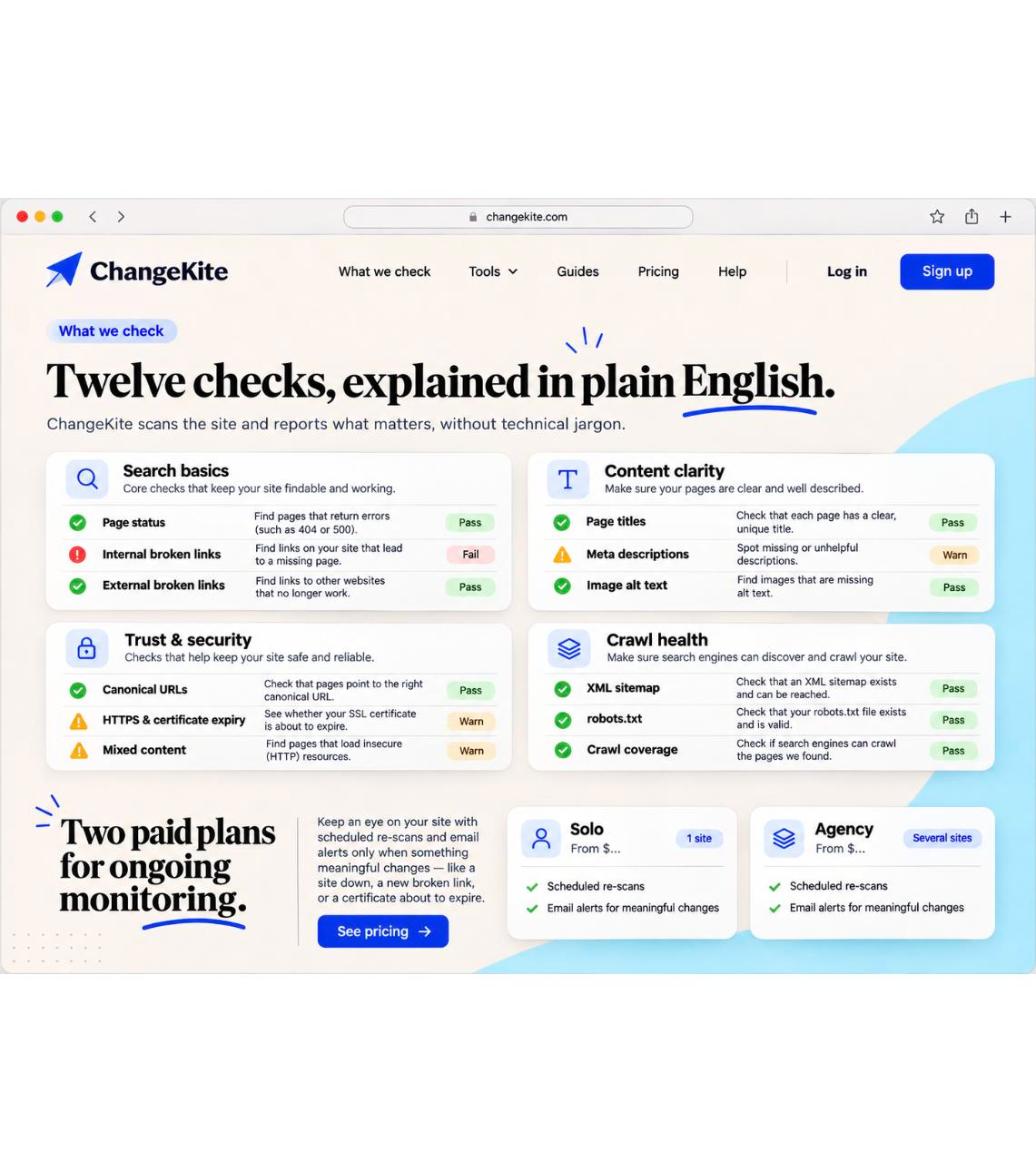 changekite.com
ChangeKite
What we check
Tools
Guides
Pricing
Help
Log in
Sign up
What we check
Twelve checks, explained in plain English.
ChangeKite scans the site and reports what matters, without technical jargon.
Search basics
Core checks that keep your site findable and working.
Page status
Find pages that return errors
(such as 404 or 500).
Pass
Internal broken links
Find links on your site that lead
to a missing page.
Fail
External broken links
Find links to other websites
that no longer work.
Pass
Content clarity
Make sure your pages are clear and well described.
Page titles
Check that each page has a clear,
unique title.
Pass
Meta descriptions
Spot missing or unhelpful
descriptions.
Warn
Image alt text
Find images that are missing
alt text.
Pass
Trust & security
Checks that help keep your site safe and reliable.
Canonical URLs
Check that pages point to the right
canonical URL.
Pass
HTTPS & certificate expiry
See whether your SSL certificate
is about to expire.
Warn
Mixed content
Find pages that load insecure
(HTTP) resources.
Warn
Crawl health
Make sure search engines can discover and crawl your site.
XML sitemap
Check that an XML sitemap exists
and can be reached.
Pass
robots.txt
Check that your robots.txt file exists
and is valid.
Pass
Crawl coverage
Check if search engines can crawl
the pages we found.
Pass
Two paid plans
for ongoing
monitoring.
Keep an eye on your site with
scheduled re-scans and email
alerts only when something
meaningful changes — like a
site down, a new broken link,
or a certificate about to expire.
See pricing
Solo
From $...
1 site
Scheduled re-scans
Email alerts for meaningful changes
Agency
From $...
Several sites
Scheduled re-scans
Email alerts for meaningful changes